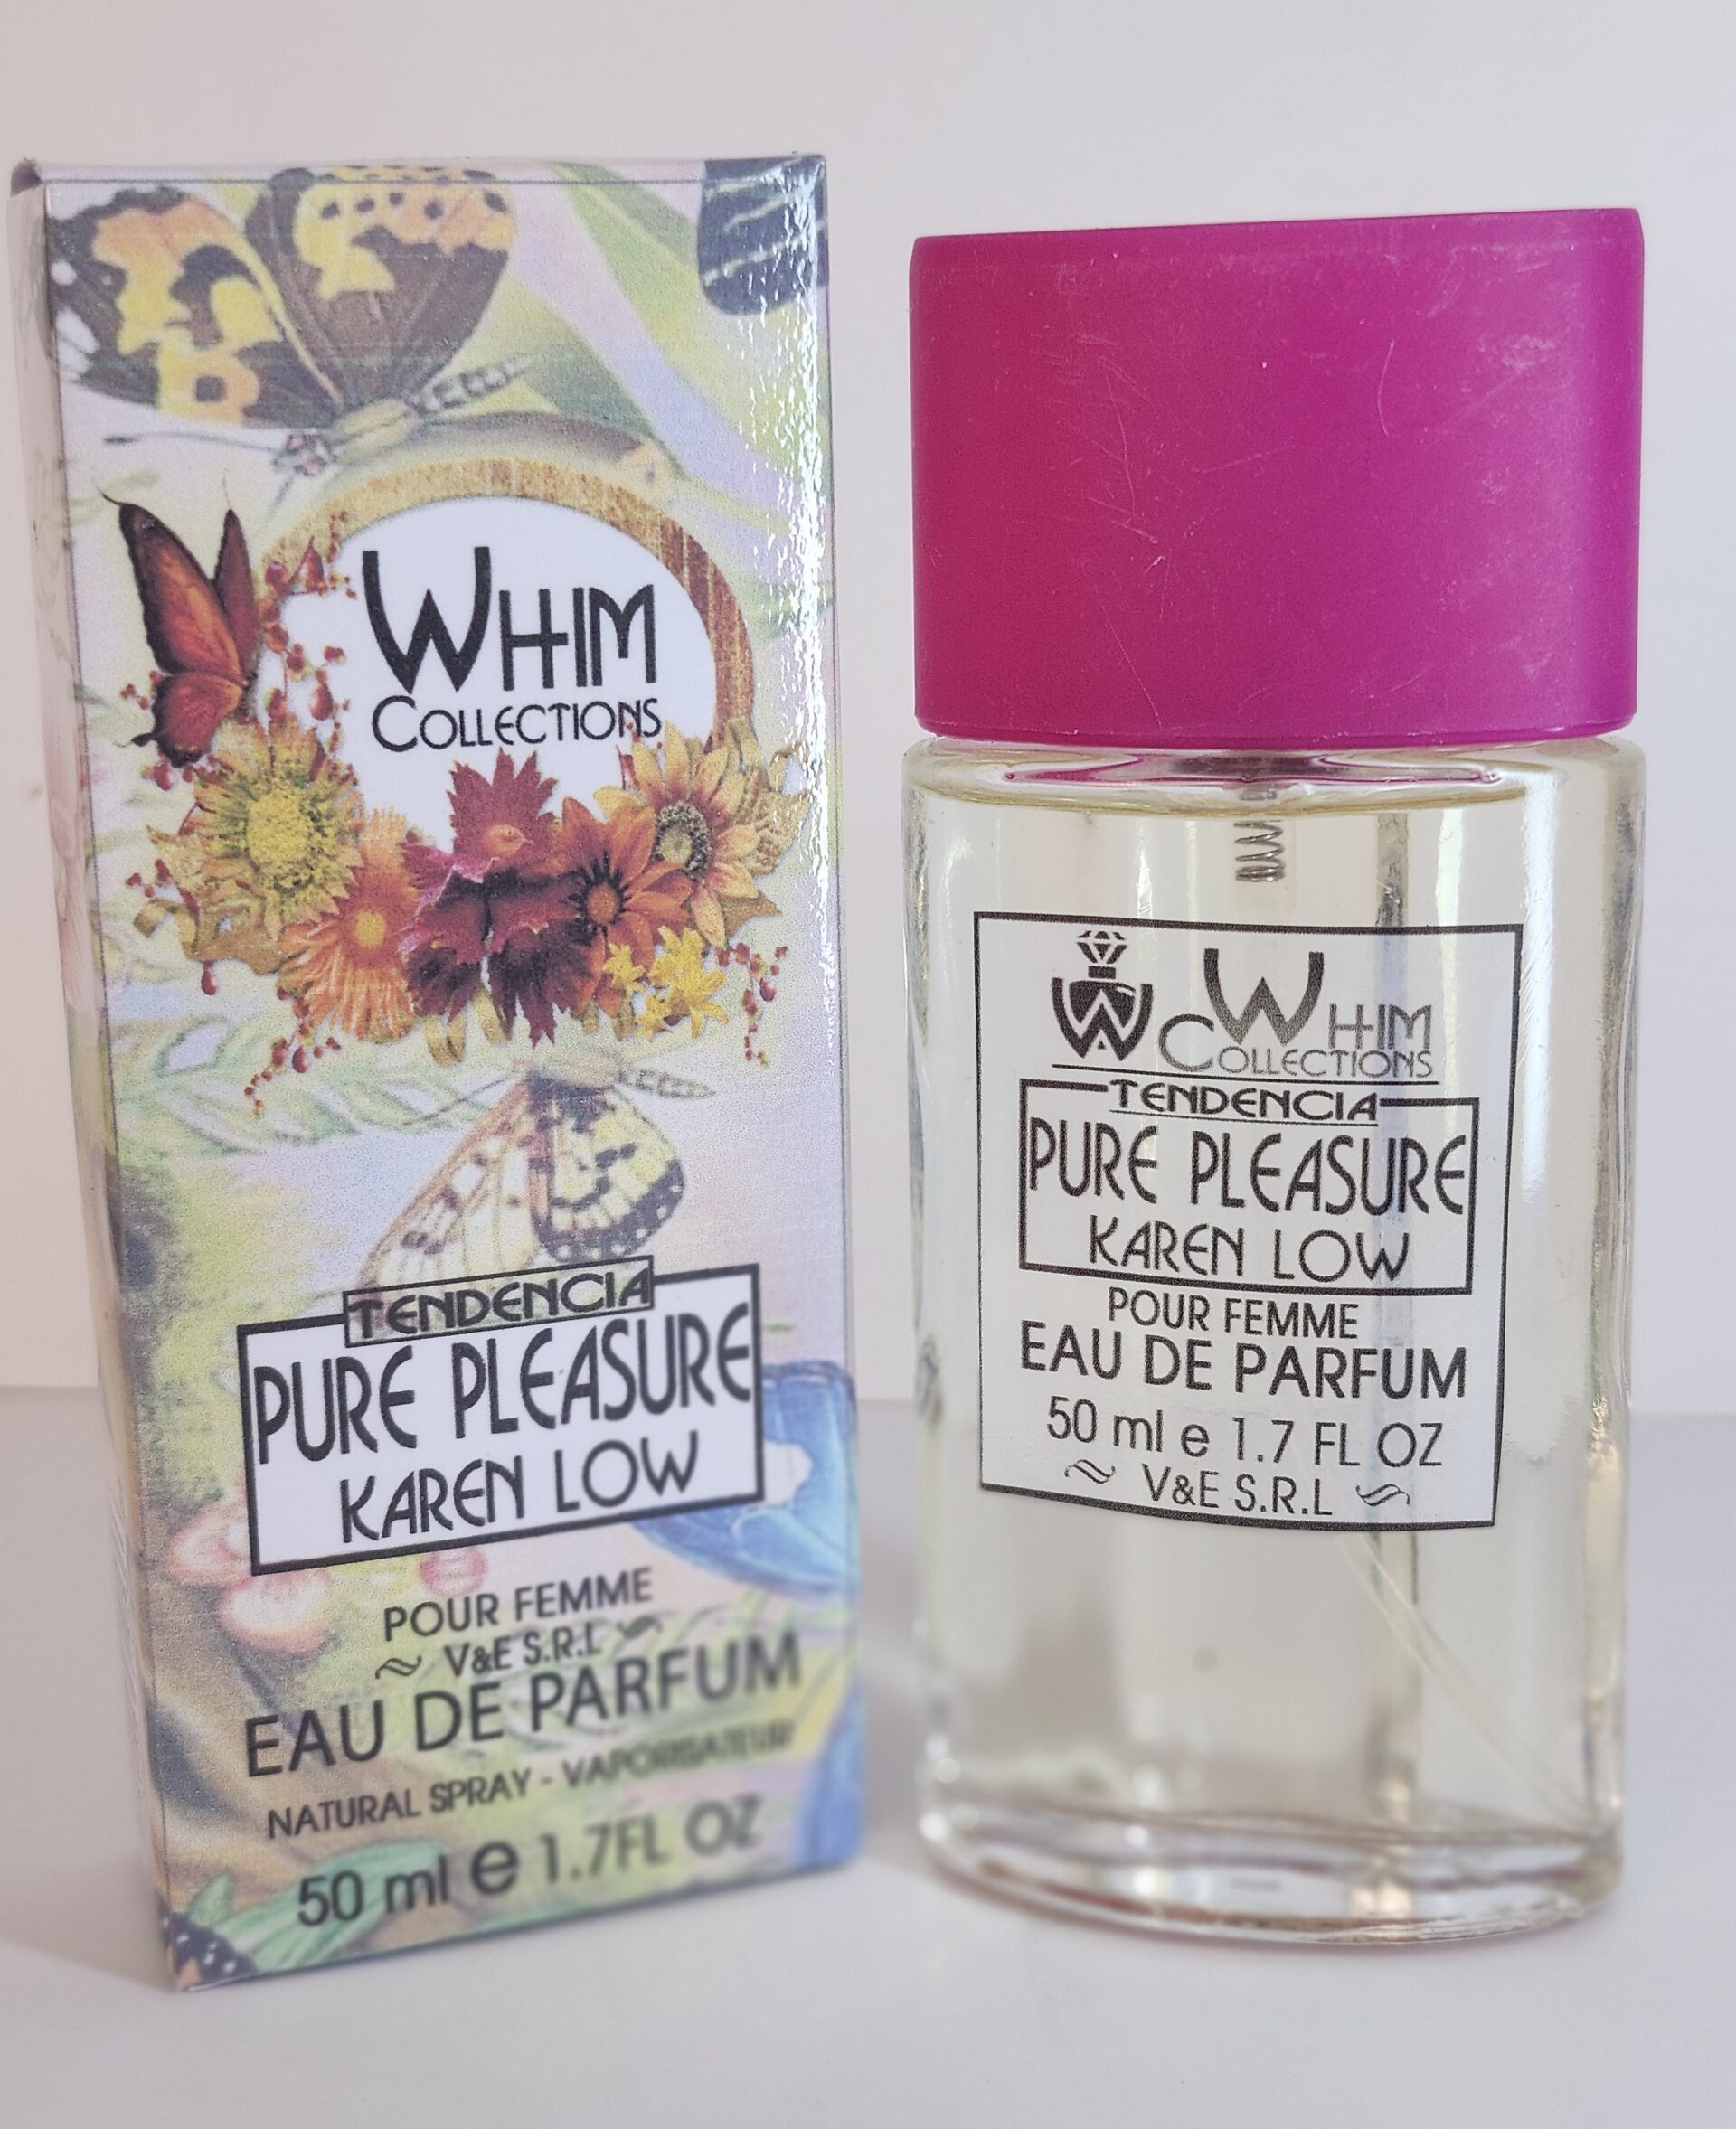 WHIM
COLLECTIONS
TENDENCIA
PURE PLEASURE
KAREN LOW
POUR FEMME
V&E S.R.L
EAU DE PARFUM
NATURAL SPRAY - VAPORISATEUR
50 ml e 1.7FL OZ
WHIM
COLLECTIONS
TENDENCIA
PURE PLEASURE
KAREN LOW
POUR FEMME
EAU DE PARFUM
50 ml e 1.7 FL OZ
V&E S.R.L